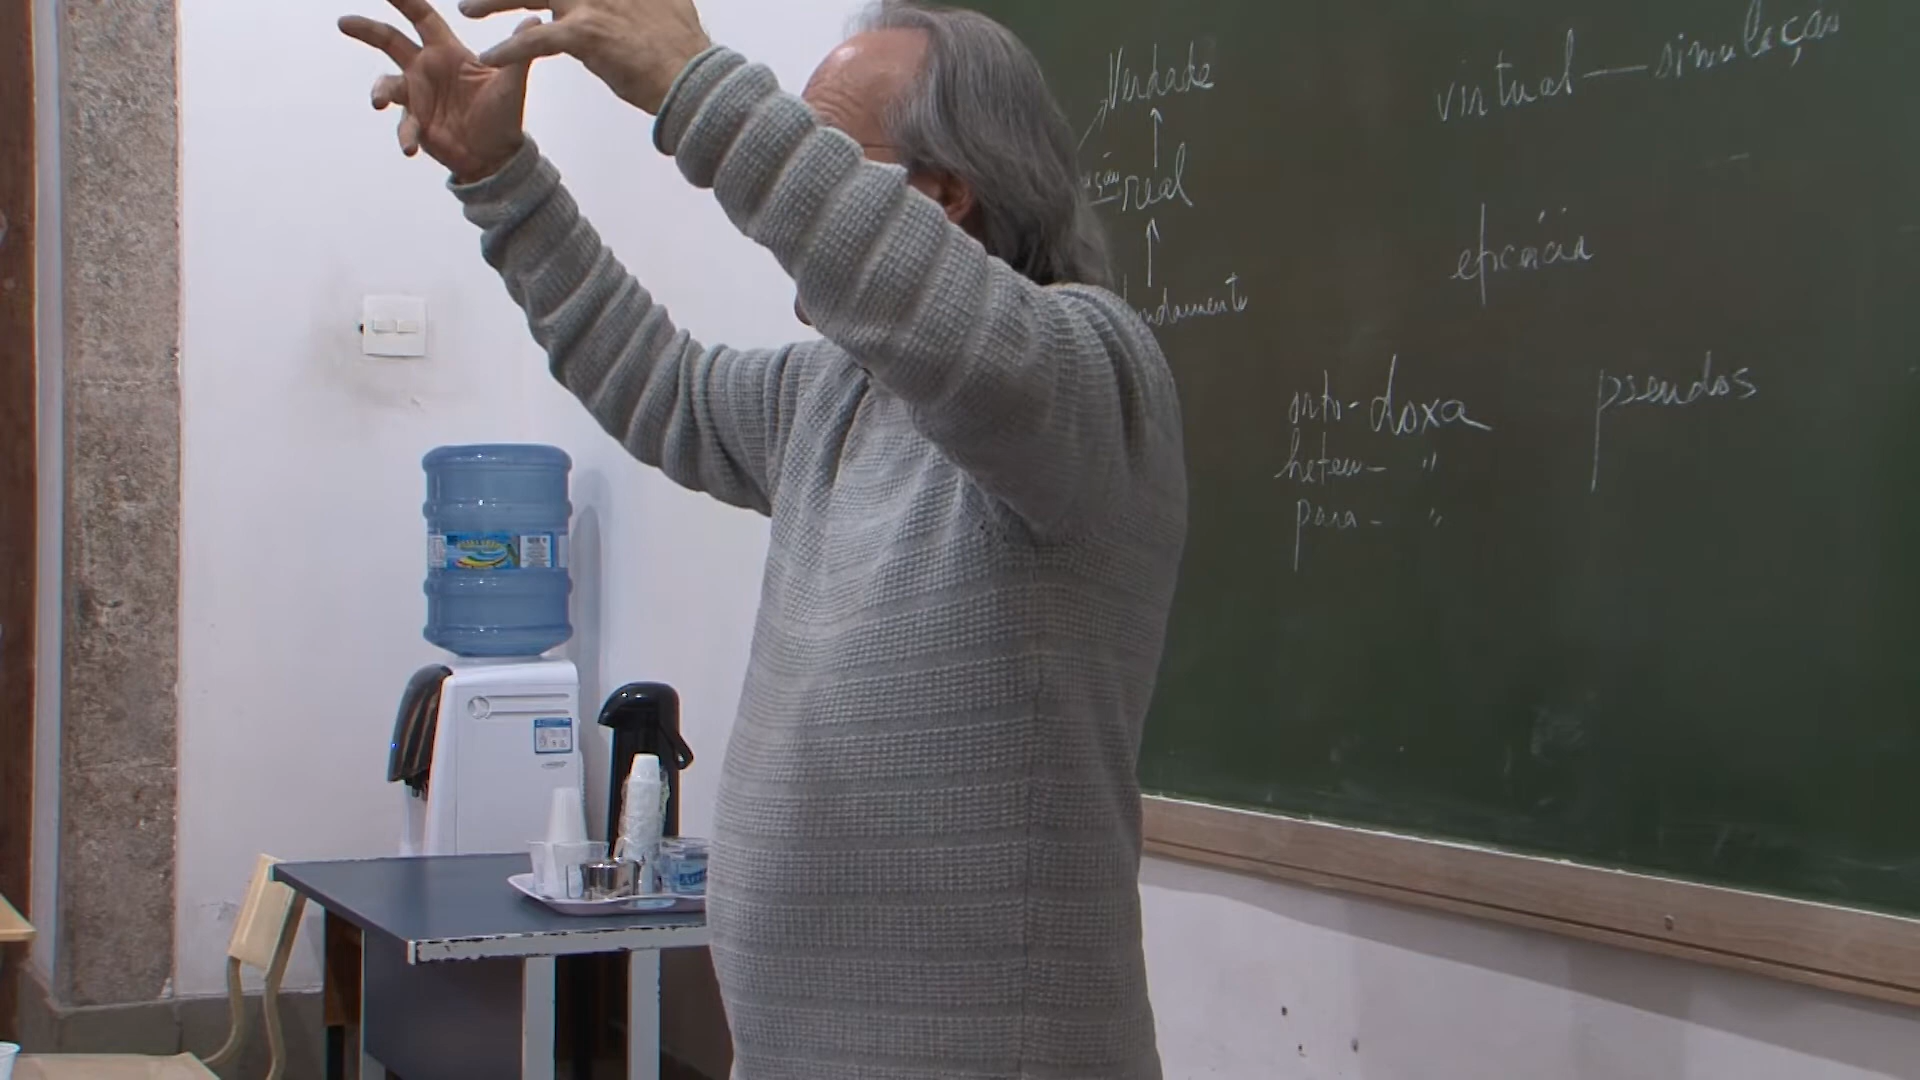 Verdade
real
virtual — simulação
eficácia
orto-doxa
hetero- "
para- "
pseudos